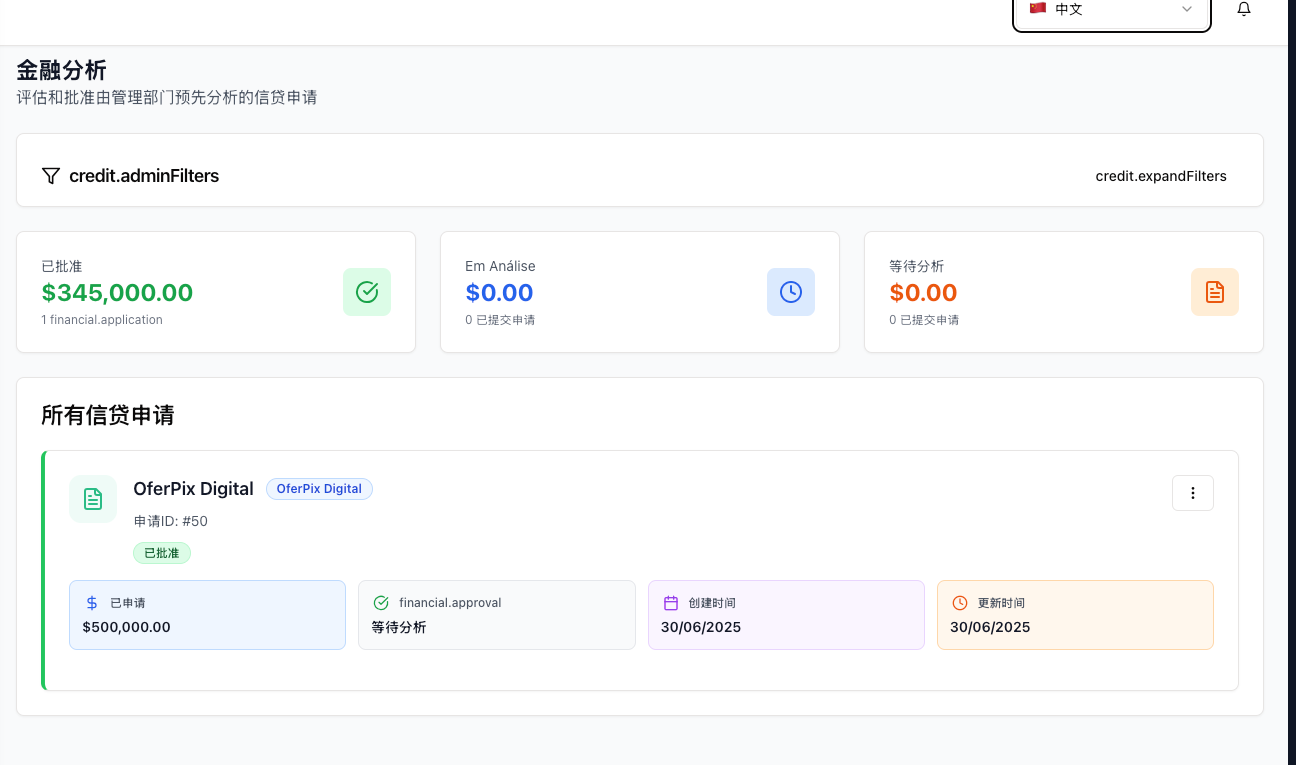 中文
金融分析
评估和批准由管理部门预先分析的信贷申请
credit.adminFilters
credit.expandFilters
已批准
$345,000.00
1 financial.application
Em Análise
$0.00
0 已提交申请
等待分析
$0.00
0 已提交申请
所有信贷申请
OferPix Digital
OferPix Digital
申请ID: #50
已批准
已申请
$500,000.00
financial.approval
等待分析
创建时间
30/06/2025
更新时间
30/06/2025